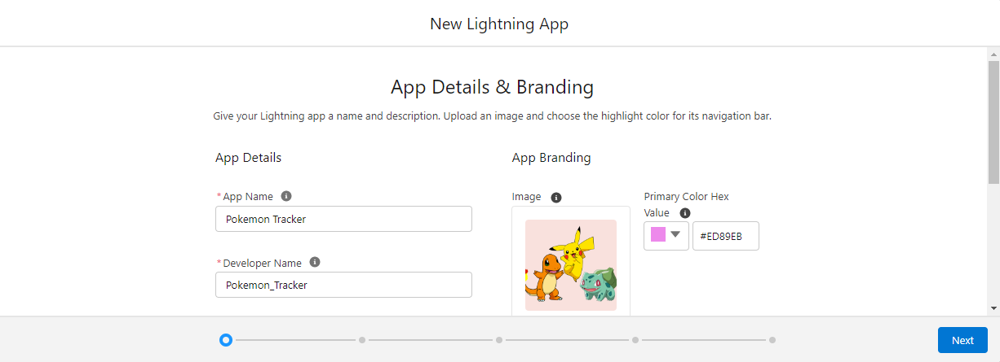 New Lightning App
App Details & Branding
Give your Lightning app a name and description. Upload an image and choose the highlight color for its navigation bar.
App Details
* App Name
Pokemon Tracker
* Developer Name
Pokemon_Tracker
App Branding
Image
Primary Color Hex
Value
#ED89EB
Next